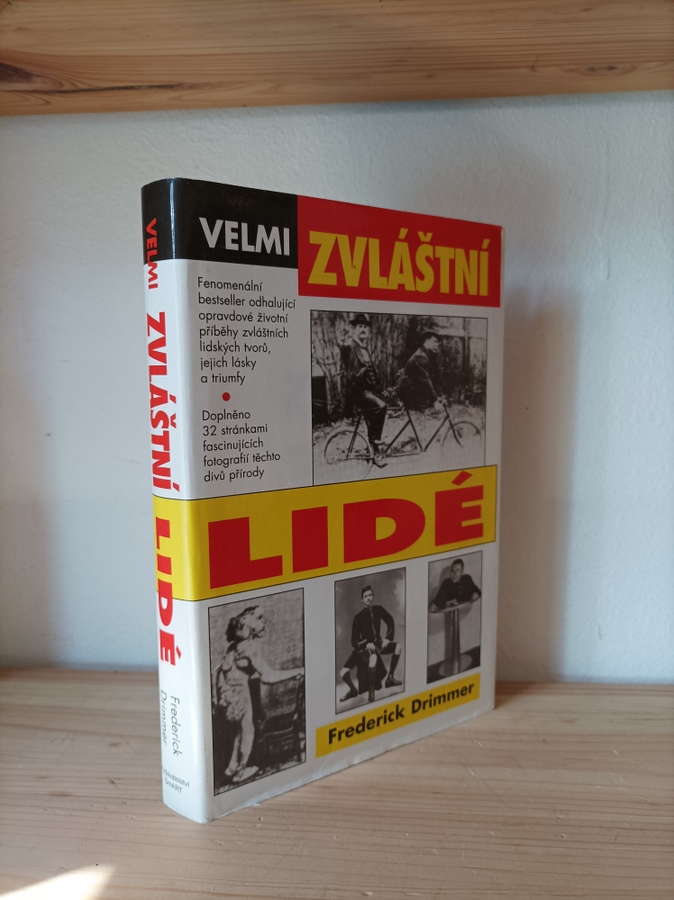 VELMI
ZVLÁŠTNÍ
Fenomenální
bestseller odhalující
opravdové životní
příběhy zvláštních
lidských tvorů,
jejich lásky
a triumfy
Doplněno
32 stránkami
fascinujících
fotografií těchto
divů přírody
LIDÉ
Frederick Drimmer
VELMI ZVLÁŠTNÍ LIDÉ
Frederick
Drimmer